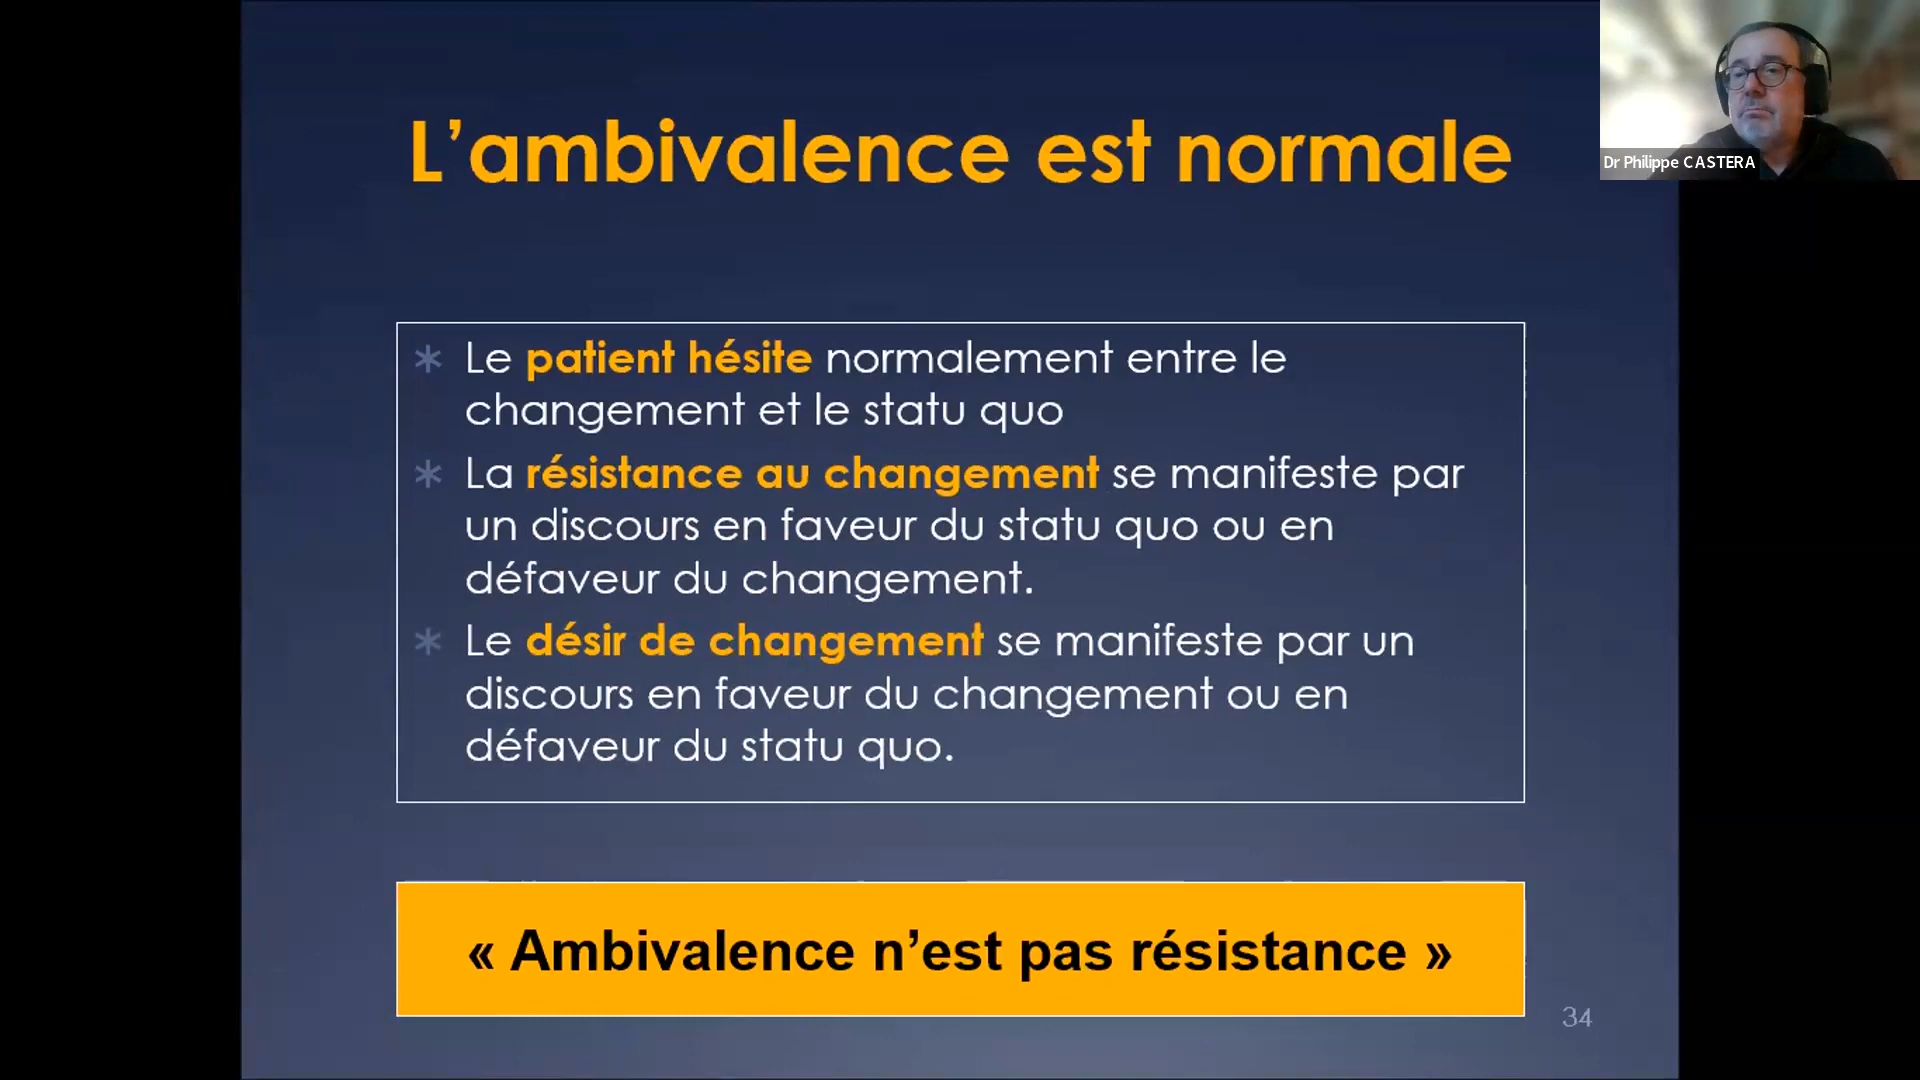 L’ambivalence est normale
Dr Philippe CASTERA
* Le patient hésite normalement entre le
changement et le statu quo
* La résistance au changement se manifeste par
un discours en faveur du statu quo ou en
défaveur du changement.
* Le désir de changement se manifeste par un
discours en faveur du changement ou en
défaveur du statu quo.
« Ambivalence n’est pas résistance »
34